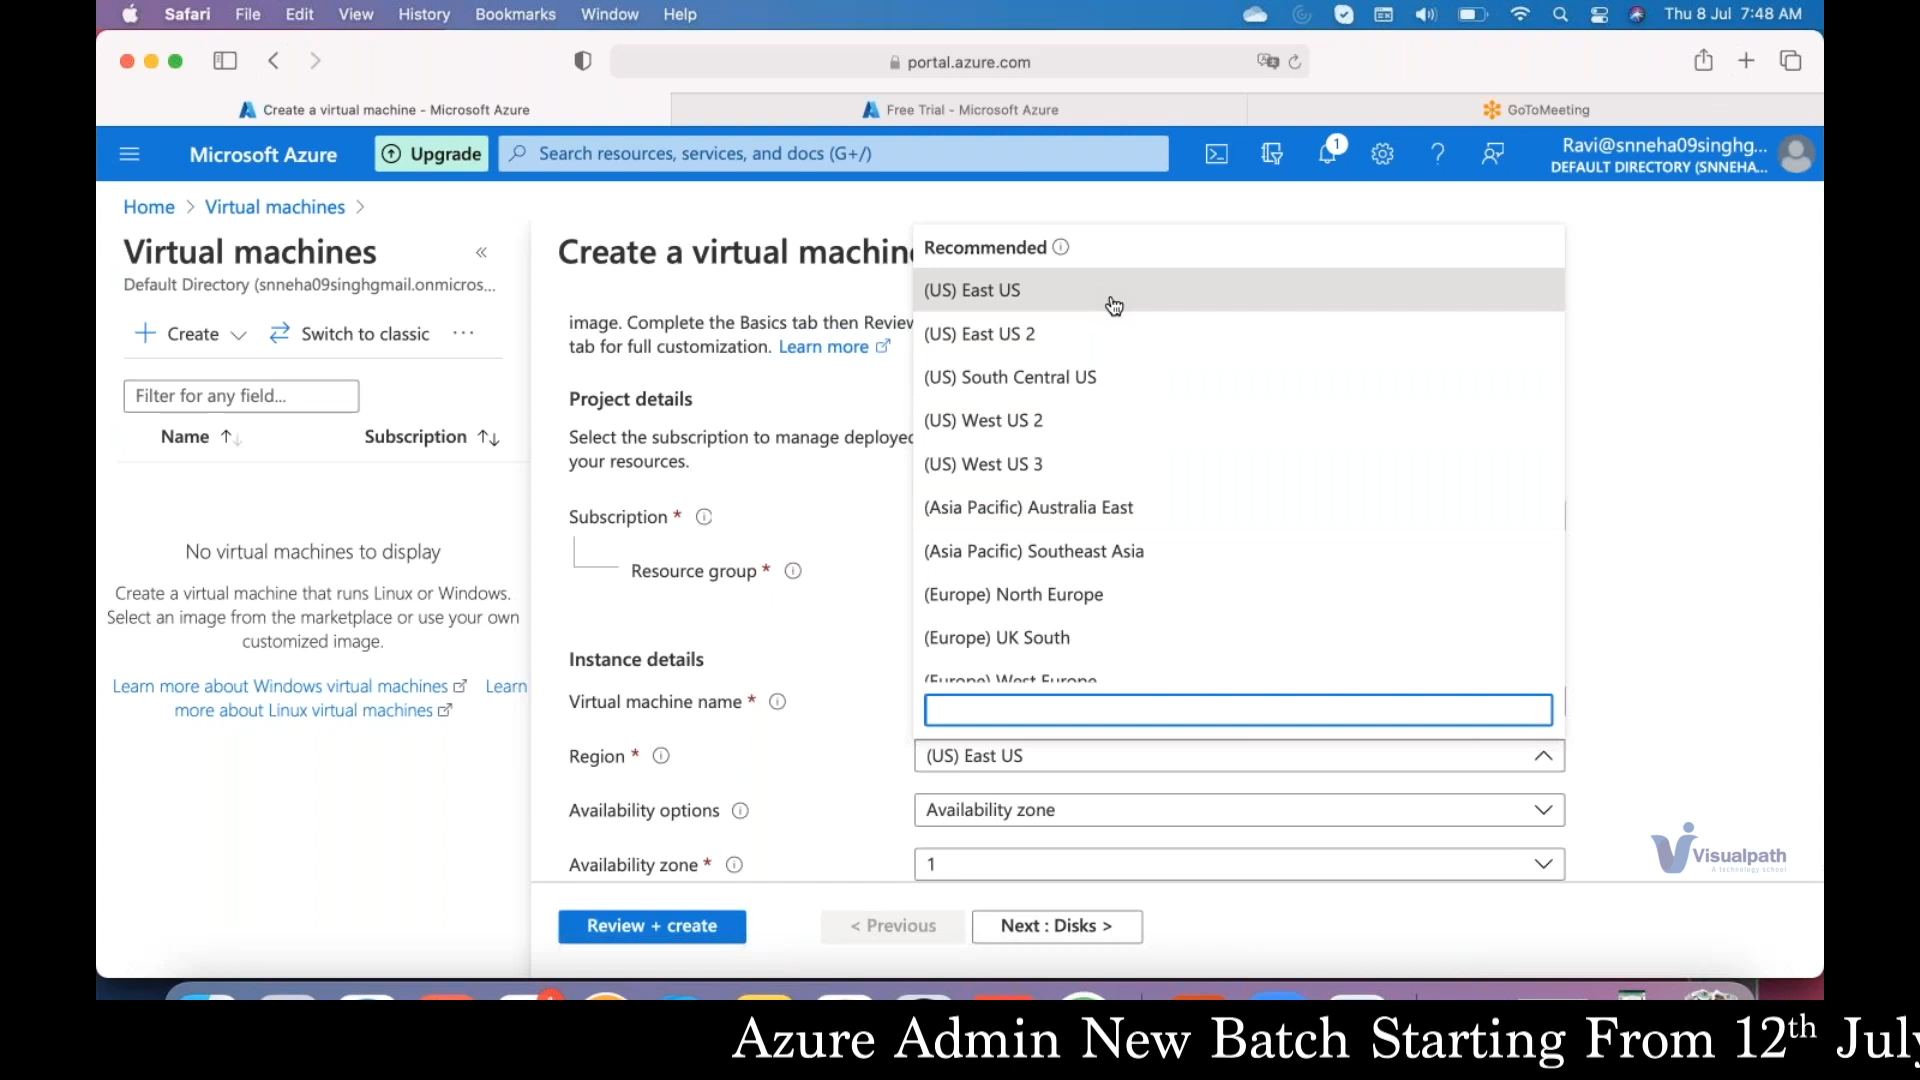 Safari File Edit View History Bookmarks Window Help Thu 8 Jul 7:48 AM
portal.azure.com
Create a virtual machine - Microsoft Azure
Free Trial - Microsoft Azure
GoToMeeting
Microsoft Azure
Upgrade
Search resources, services, and docs (G+/)
1
Ravi@snneha09singhg...
DEFAULT DIRECTORY (SNNEHA...
Home > Virtual machines >
Virtual machines
Default Directory (snneha09singhgmail.onmicros...
Create
Switch to classic
Filter for any field...
Name
Subscription
No virtual machines to display
Create a virtual machine that runs Linux or Windows.
Select an image from the marketplace or use your own
customized image.
Learn more about Windows virtual machines Learn
more about Linux virtual machines
Create a virtual machin
image. Complete the Basics tab then Review
tab for full customization. Learn more
Project details
Select the subscription to manage deployed
your resources.
Subscription *
Resource group *
Instance details
Virtual machine name *
Region *
Availability options
Availability zone *
Recommended
(US) East US
(US) East US 2
(US) South Central US
(US) West US 2
(US) West US 3
(Asia Pacific) Australia East
(Asia Pacific) Southeast Asia
(Europe) North Europe
(Europe) UK South
(Europe) West Europe
(US) East US
Availability zone
1
Review + create
< Previous
Next : Disks >
Visualpath
A technology school
Azure Admin New Batch Starting From 12th July